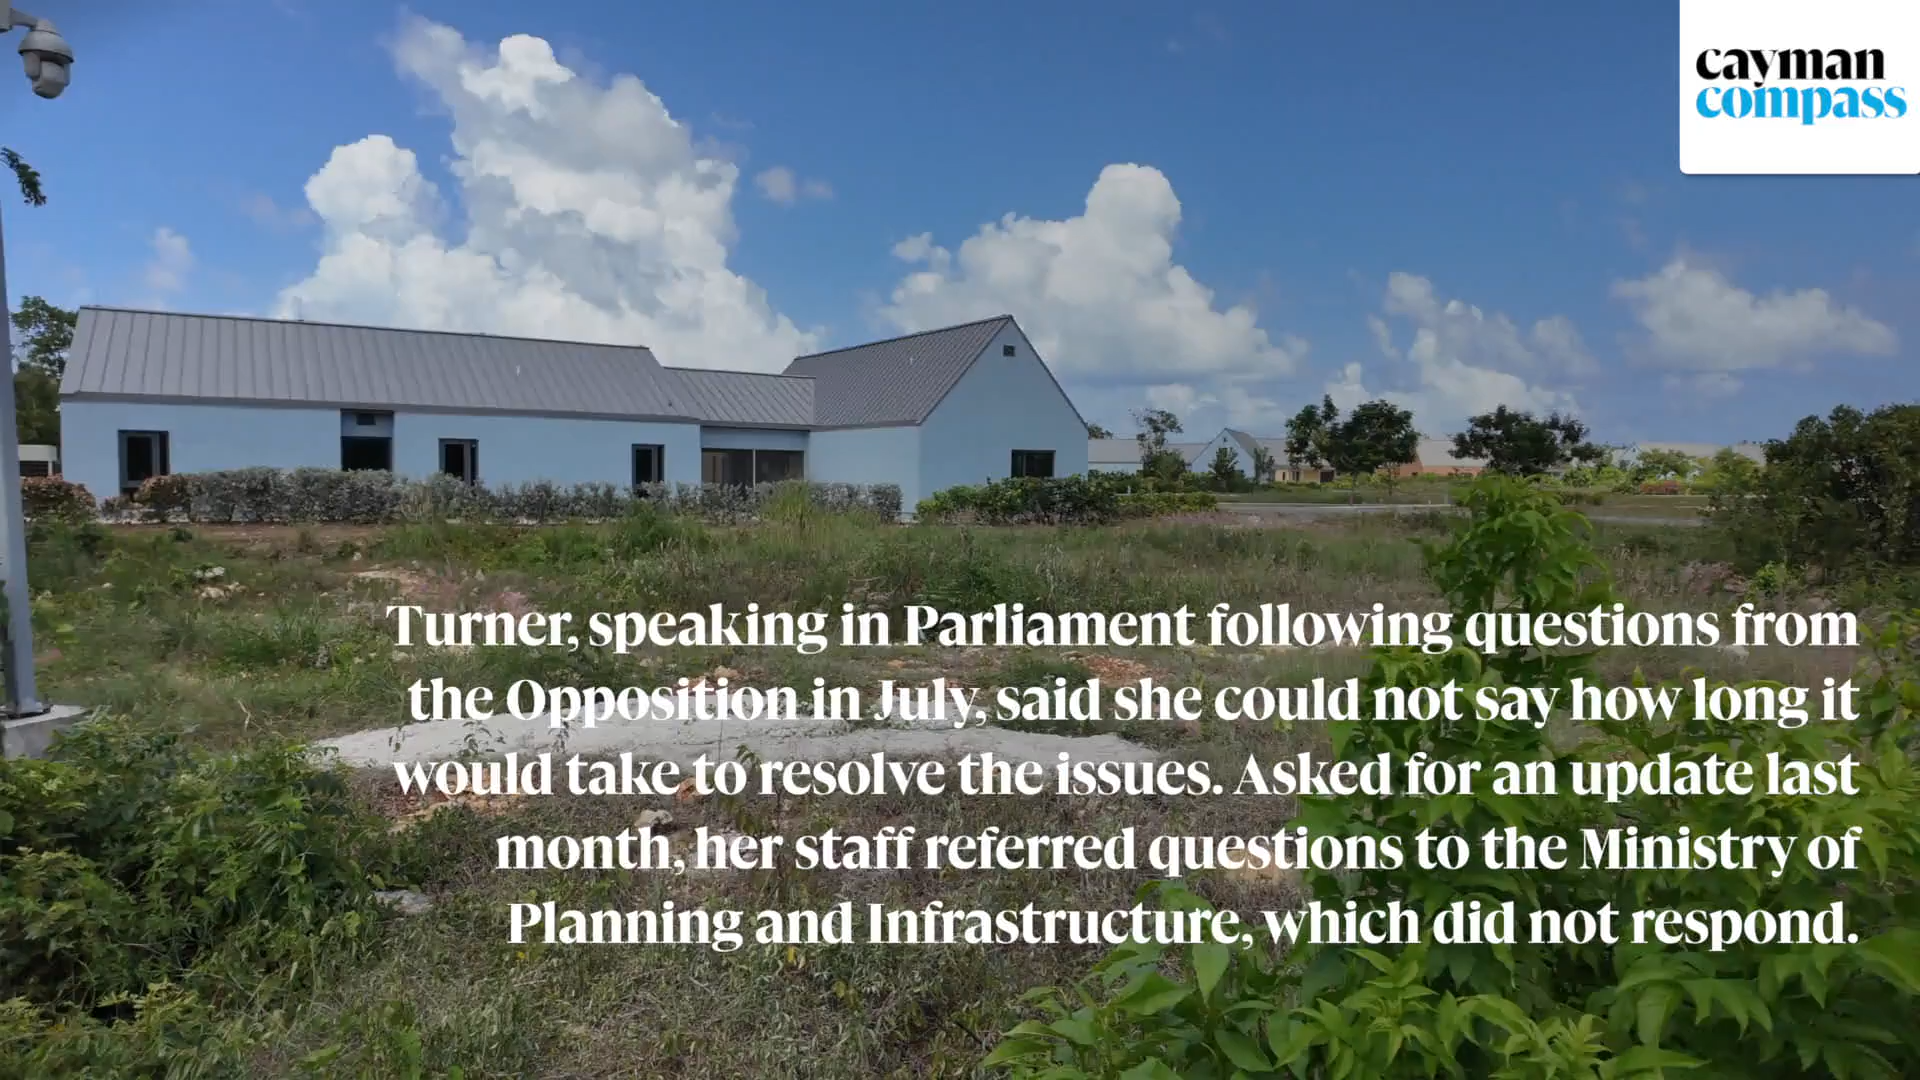 cayman
compass
Turner, speaking in Parliament following questions from
the Opposition in July, said she could not say how long it
would take to resolve the issues. Asked for an update last
month, her staff referred questions to the Ministry of
Planning and Infrastructure, which did not respond.